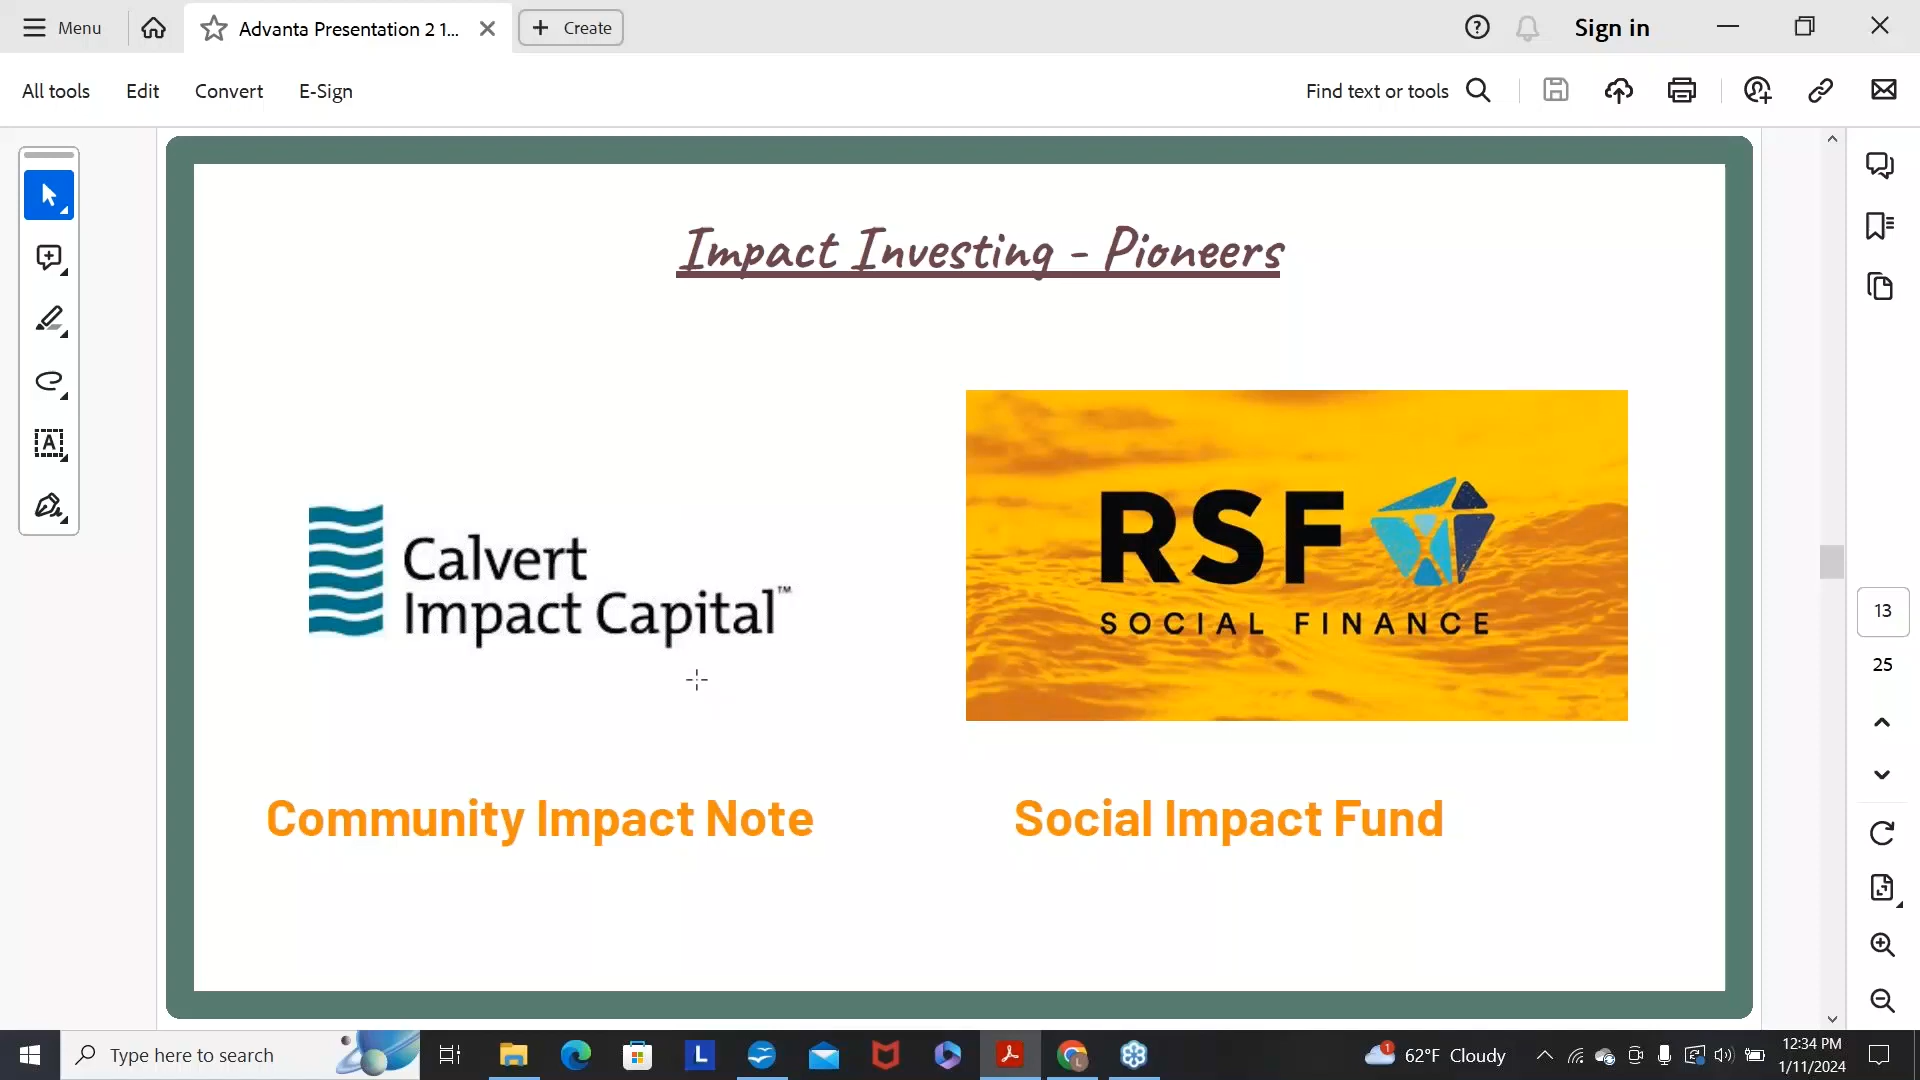 Menu
Advanta Presentation 2 1...
Create
Sign in
All tools
Edit
Convert
E-Sign
Find text or tools
Impact Investing - Pioneers
Calvert
Impact Capital™
RSF
SOCIAL FINANCE
Community Impact Note
Social Impact Fund
13
25
Type here to search
L
1
62°F Cloudy
12:34 PM
1/11/2024